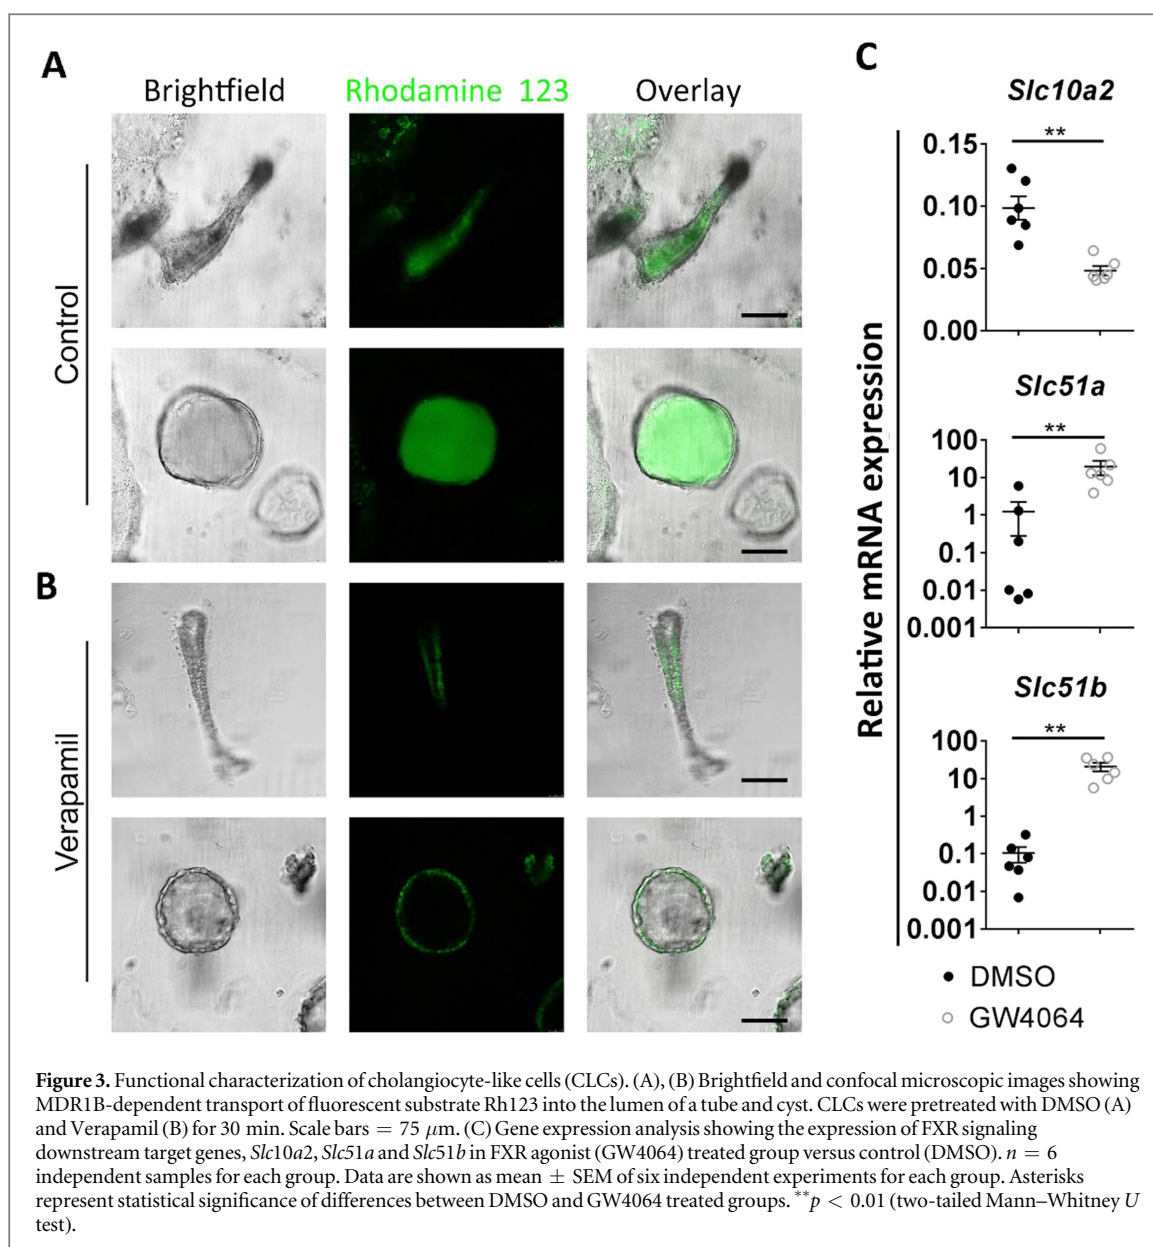 A
Brightfield
Rhodamine 123
Overlay
Control
B
Verapamil
C
Relative mRNA expression
Slc10a2
**
0.15
0.10
0.05
0.00
Slc51a
**
100
10
1
0.1
0.01
0.001
Slc51b
**
100
10
1
0.1
0.01
0.001
DMSO
GW4064
Figure 3. Functional characterization of cholangiocyte-like cells (CLCs). (A), (B) Brightfield and confocal microscopic images showing
MDR1B-dependent transport of fluorescent substrate Rh123 into the lumen of a tube and cyst. CLCs were pretreated with DMSO (A)
and Verapamil (B) for 30 min. Scale bars = 75 μm. (C) Gene expression analysis showing the expression of FXR signaling
downstream target genes, Slc10a2, Slc51a and Slc51b in FXR agonist (GW4064) treated group versus control (DMSO). n = 6
independent samples for each group. Data are shown as mean ± SEM of six independent experiments for each group. Asterisks
represent statistical significance of differences between DMSO and GW4064 treated groups. **p < 0.01 (two-tailed Mann–Whitney U
test).